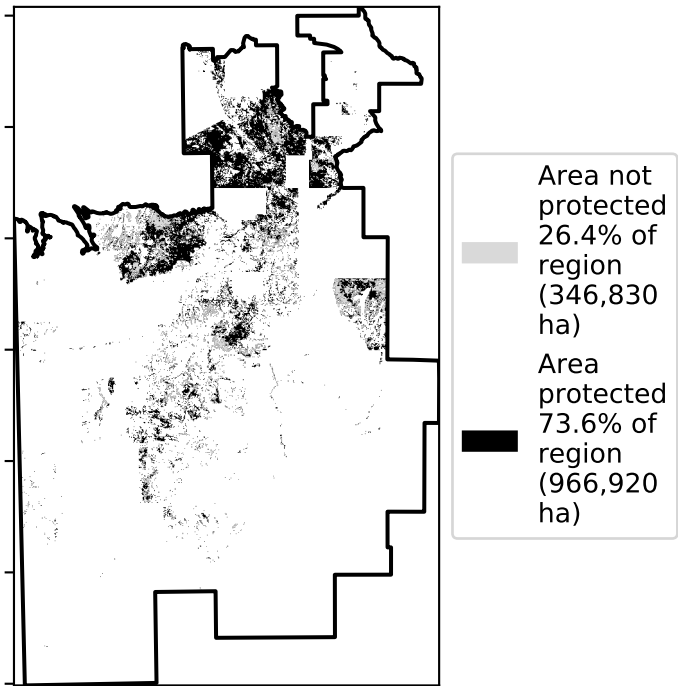 Area not
protected
26.4% of
region
(346,830
ha)
Area
protected
73.6% of
region
(966,920
ha)